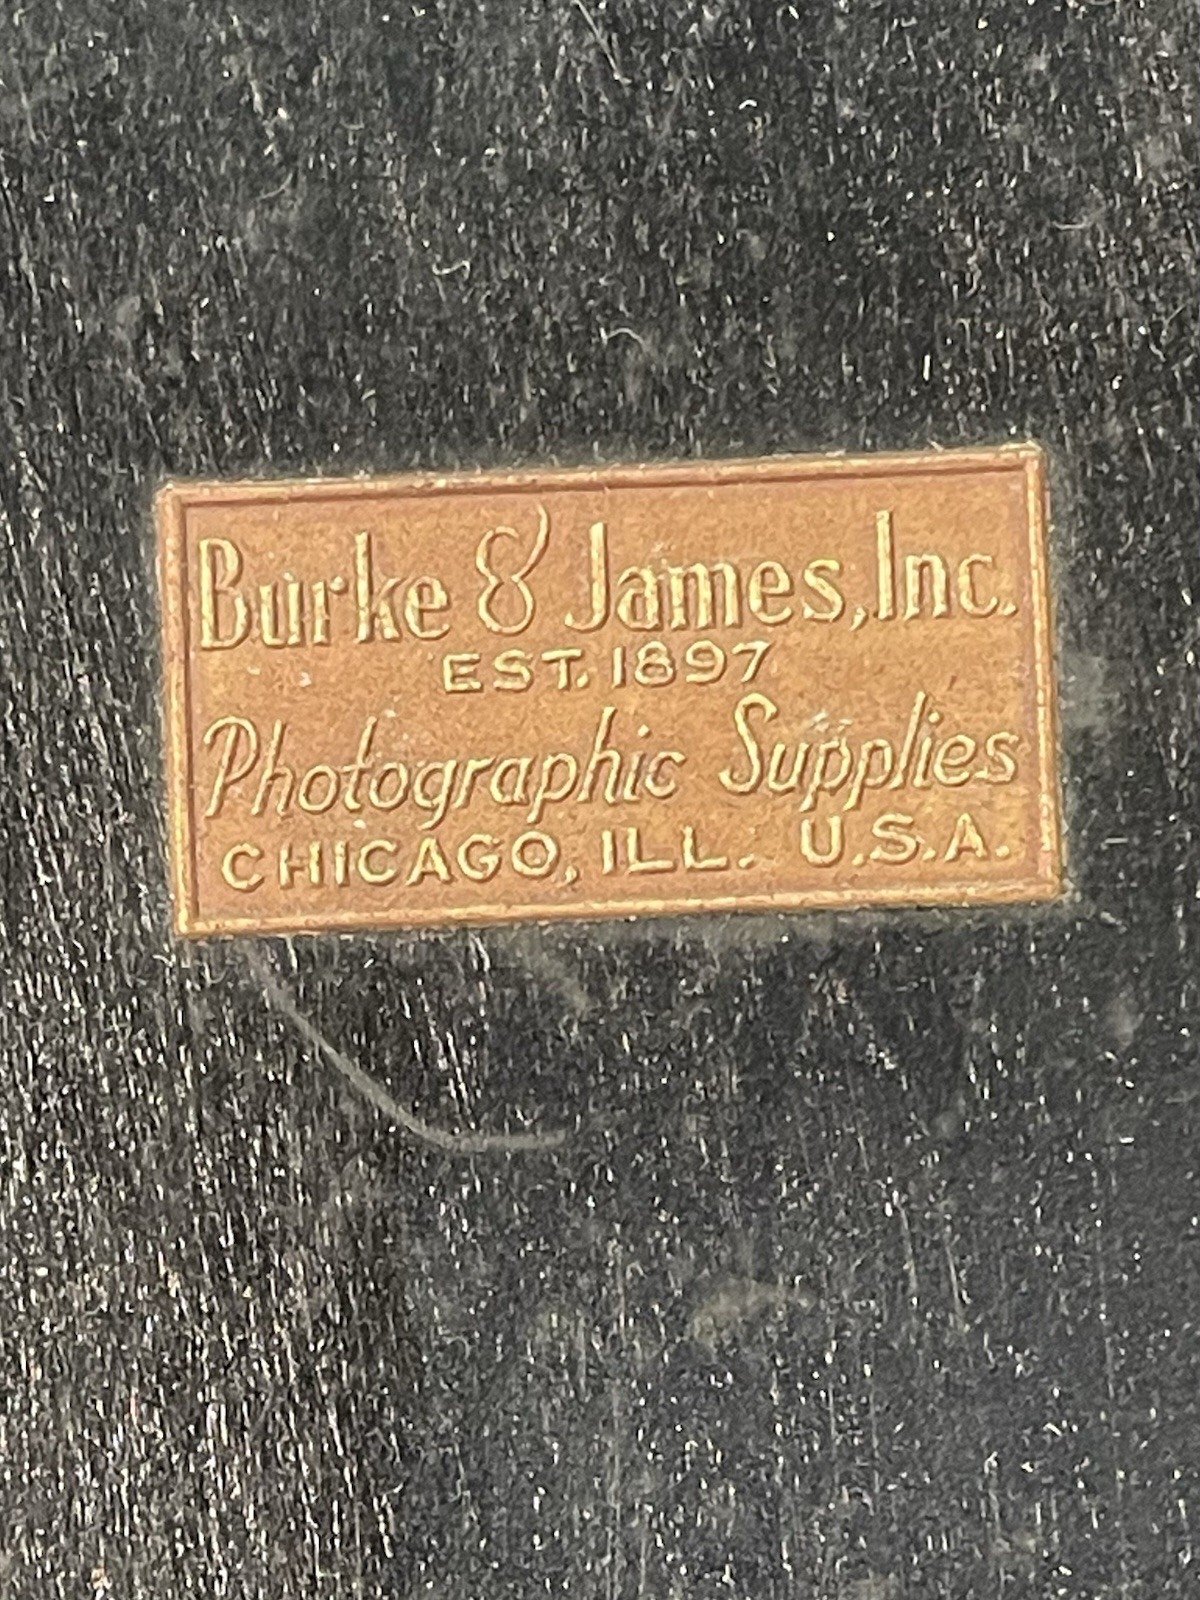 Burke & James, Inc.
EST. 1897
Photographic Supplies
CHICAGO, ILL. U.S.A.